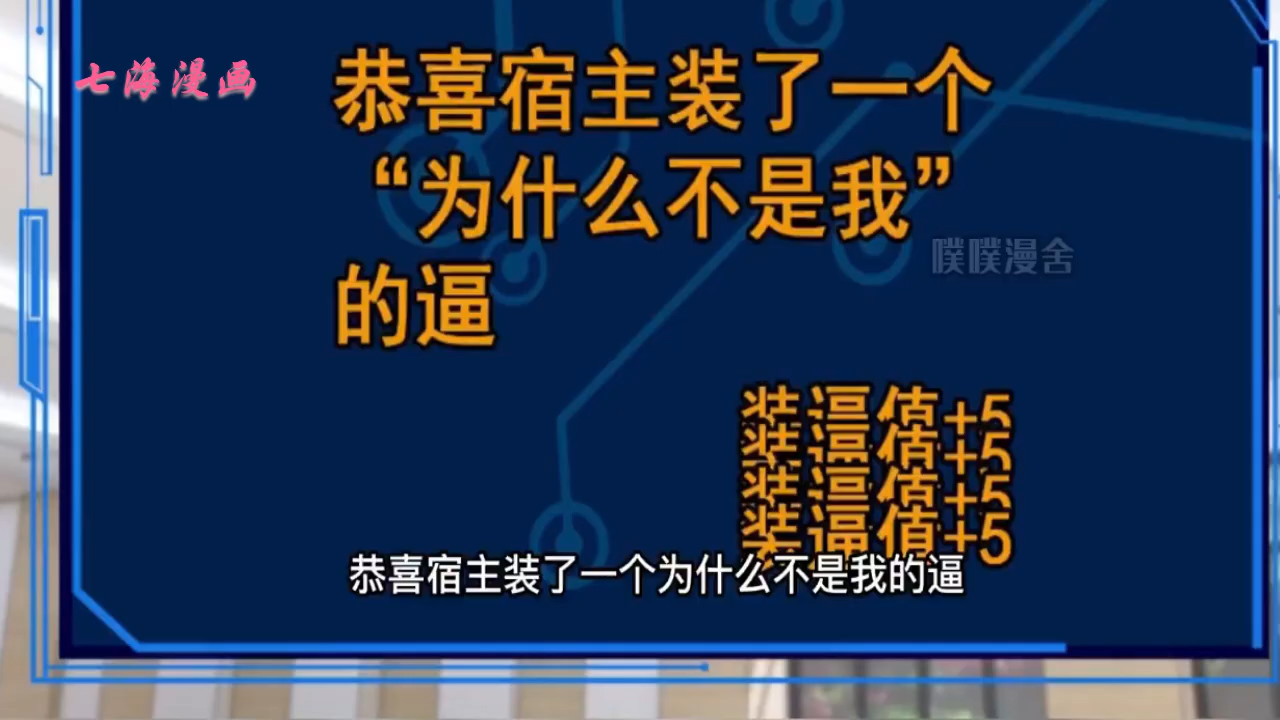 七海漫画
恭喜宿主装了一个
“为什么不是我”
的逼
噗噗漫舍
装逼值+5
装逼值+5
装逼值+5
装逼值+5
恭喜宿主装了一个为什么不是我的逼